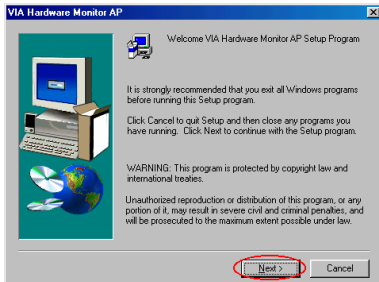 VIA Hardware Monitor AP
Welcome VIA Hardware Monitor AP Setup Program
It is strongly recommended that you exit all Windows programs
before running this Setup program.
Click Cancel to quit Setup and then close any programs you
have running. Click Next to continue with the Setup program.
WARNING: This program is protected by copyright law and
international treaties.
Unauthorized reproduction or distribution of this program, or any
portion of it, may result in severe civil and criminal penalties, and
will be prosecuted to the maximum extent possible under law.
Next >
Cancel